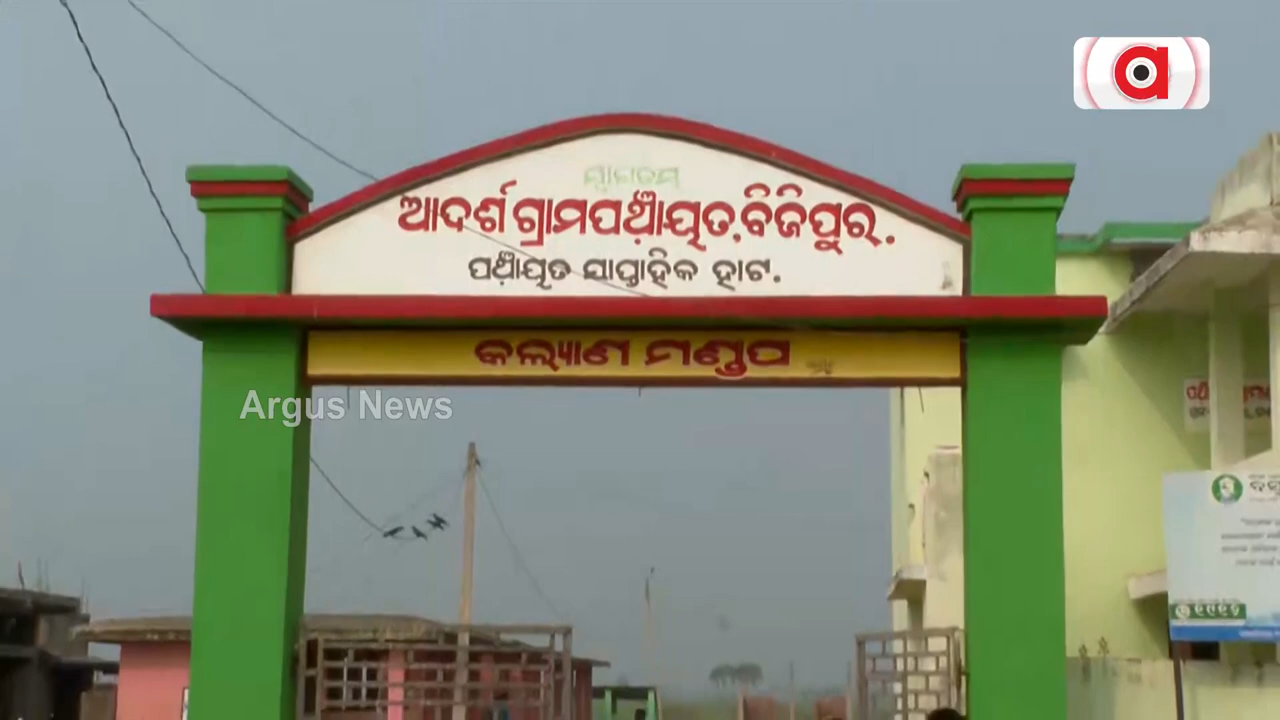 ସ୍ୱାଗତମ୍
ଆଦର୍ଶ ଗ୍ରାମପଞ୍ଚାୟତ, ବିଜିପୁର.
ପଞ୍ଚାୟତ ସାପ୍ତାହିକ ହାଟ.
କଲ୍ୟାଣ ମଣ୍ଡପ
Argus News